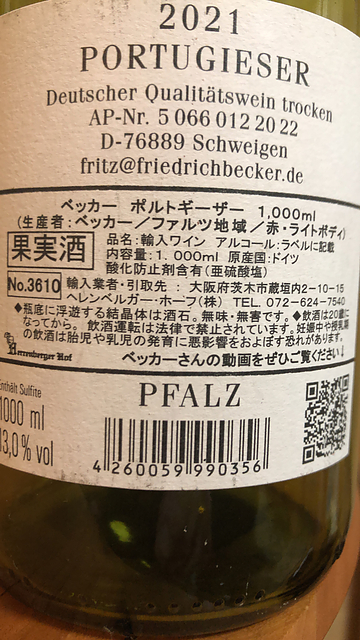 2021
PORTUGIESER
Deutscher Qualitätswein trocken
AP-Nr. 5 066 012 20 22
D-76889 Schweigen
fritz@friedrichbecker.de
ベッカー ポルトギーザー 1,000ml
(生産者:ベッカー/ファルツ地域/赤・ライトボディ)
果実酒
品名:輸入ワイン アルコール:ラベルに記載
内容量:1. 000ml 原産国:ドイツ
酸化防止剤含有(亜硫酸塩)
No.3610
輸入業者・引取先 : 大阪府茨木市蔵垣内2-10-15
ヘレンベルガー・ホーフ(株) TEL. 072-624-7540
◆瓶底に浮遊する結晶体は酒石。無味・無害です。◆飲酒は20歳に
なってから。 飲酒運転は法律で禁止されています。妊娠中や授乳期
の飲酒は胎児や乳児の発育に悪影響をおよぼす恐れがあります。
Herrenberger Hof
ベッカーさんの動画をぜひご覧ください↓
PFALZ
Enthält Sulfite
1000 ml
13,0% vol
4 260059 990356